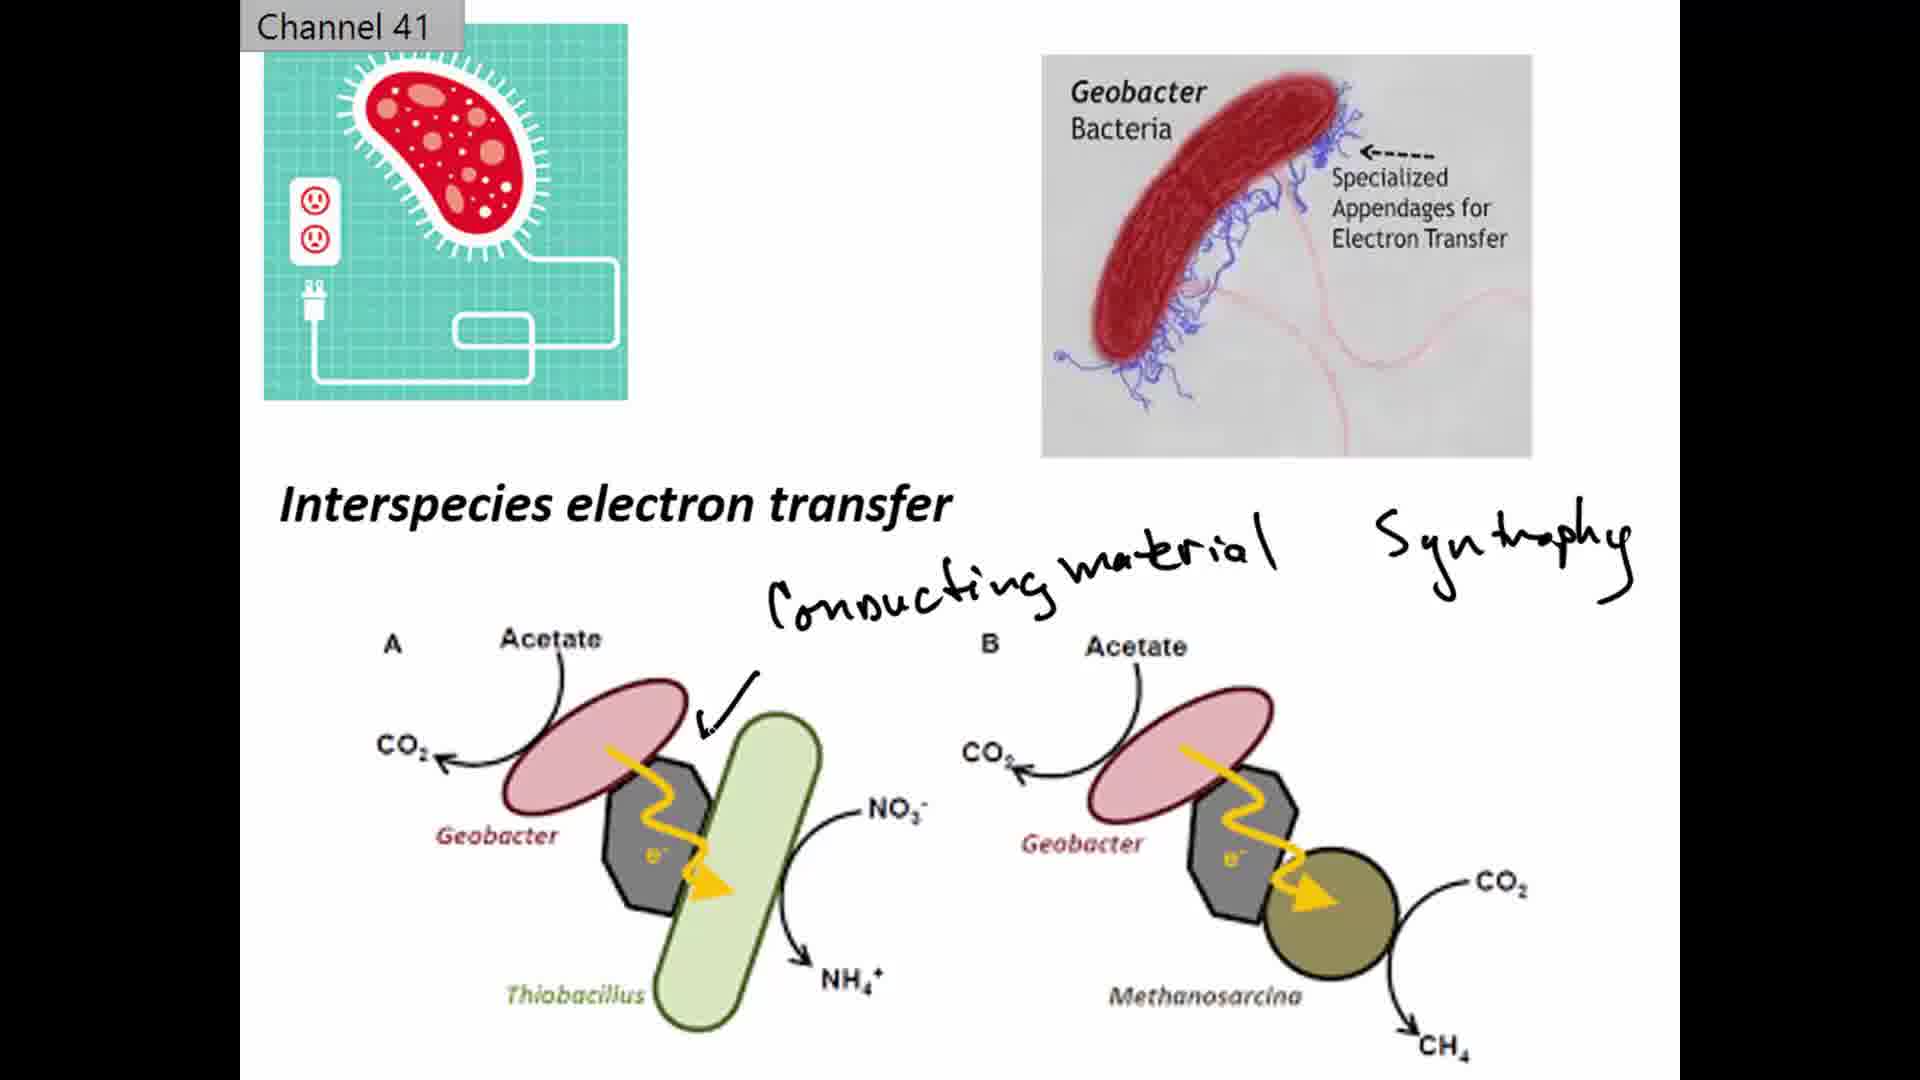 Channel 41
Geobacter
Bacteria
Specialized
Appendages for
Electron Transfer
Interspecies electron transfer
Conducting material
Syntrophy
A
Acetate
CO₂
Geobacter
e⁻
NO₃⁻
NH₄⁺
Thiobacillus
B
Acetate
CO₂
Geobacter
e⁻
CO₂
Methanosarcina
CH₄